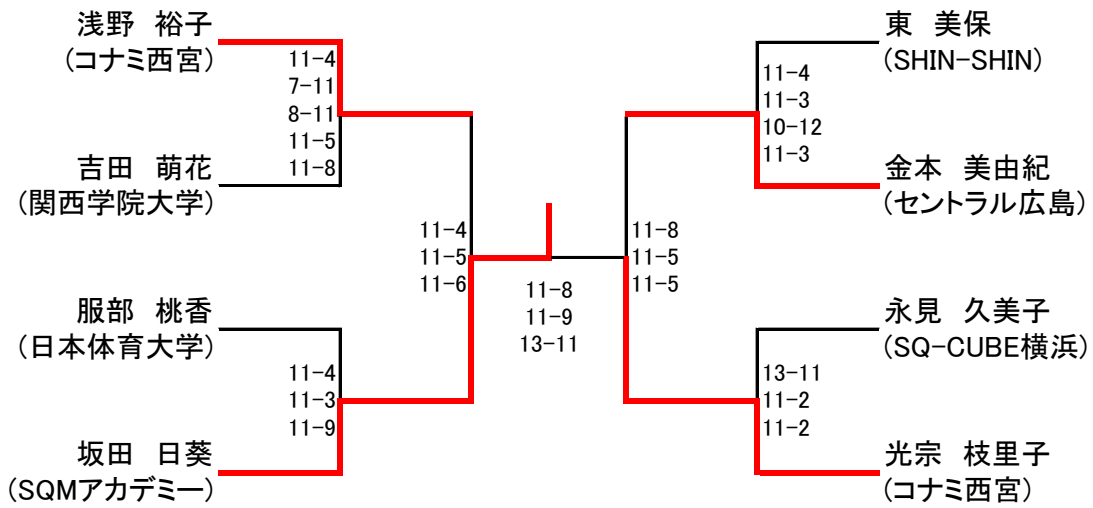 浅野　裕子
(コナミ西宮)
11-4
7-11
8-11
11-5
11-8
吉田　萌花
(関西学院大学)
11-4
11-5
11-6
服部　桃香
(日本体育大学)
11-4
11-3
11-9
坂田　日葵
(SQMアカデミー)
11-8
11-9
13-11
東　美保
(SHIN-SHIN)
11-4
11-3
10-12
11-3
金本　美由紀
(セントラル広島)
11-8
11-5
11-5
永見　久美子
(SQ-CUBE横浜)
13-11
11-2
11-2
光宗　枝里子
(コナミ西宮)